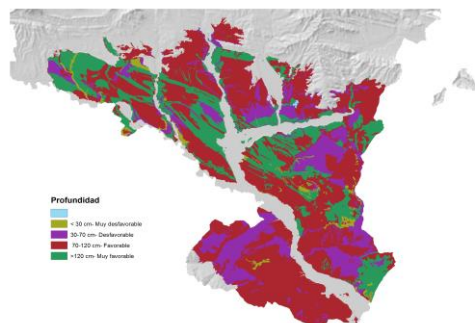 Profundidad
< 30 cm- Muy desfavorable
30-70 cm- Desfavorable
70-120 cm- Favorable
>120 cm- Muy favorable